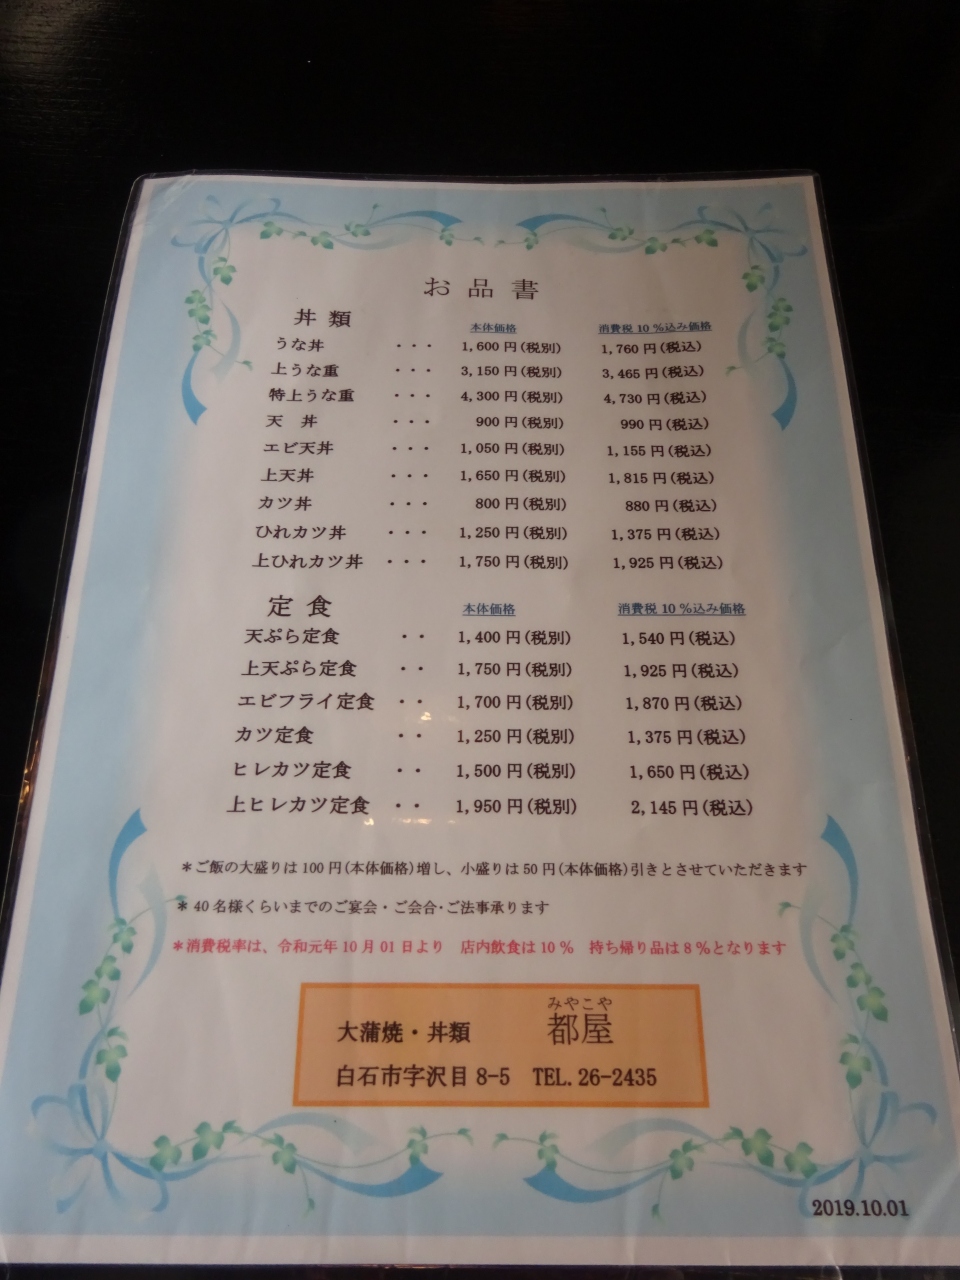 お品書
丼類 本体価格 消費税10%込み価格
うな丼 ・・・ 1,600円(税別) 1,760円(税込)
上うな重 ・・・ 3,150円(税別) 3,465円(税込)
特上うな重 ・・・ 4,300円(税別) 4,730円(税込)
天 丼 ・・・ 900円(税別) 990円(税込)
エビ天丼 ・・・ 1,050円(税別) 1,155円(税込)
上天丼 ・・・ 1,650円(税別) 1,815円(税込)
カツ丼 ・・・ 800円(税別) 880円(税込)
ひれカツ丼 ・・・ 1,250円(税別) 1,375円(税込)
上ひれカツ丼 ・・・ 1,750円(税別) 1,925円(税込)
定食 本体価格 消費税10%込み価格
天ぷら定食 ・・ 1,400円(税別) 1,540円(税込)
上天ぷら定食 ・・ 1,750円(税別) 1,925円(税込)
エビフライ定食 ・・ 1,700円(税別) 1,870円(税込)
カツ定食 ・・ 1,250円(税別) 1,375円(税込)
ヒレカツ定食 ・・ 1,500円(税別) 1,650円(税込)
上ヒレカツ定食 ・・ 1,950円(税別) 2,145円(税込)
*ご飯の大盛りは100円(本体価格)増し、小盛りは50円(本体価格)引きとさせていただきます
* 40名様くらいまでのご宴会・ご会合・ご法事承ります
*消費税率は、令和元年10月01日より 店内飲食は10% 持ち帰り品は8%となります
みやこや
大蒲焼・丼類 都屋
白石市字沢目8-5 TEL.26-2435
2019.10.01